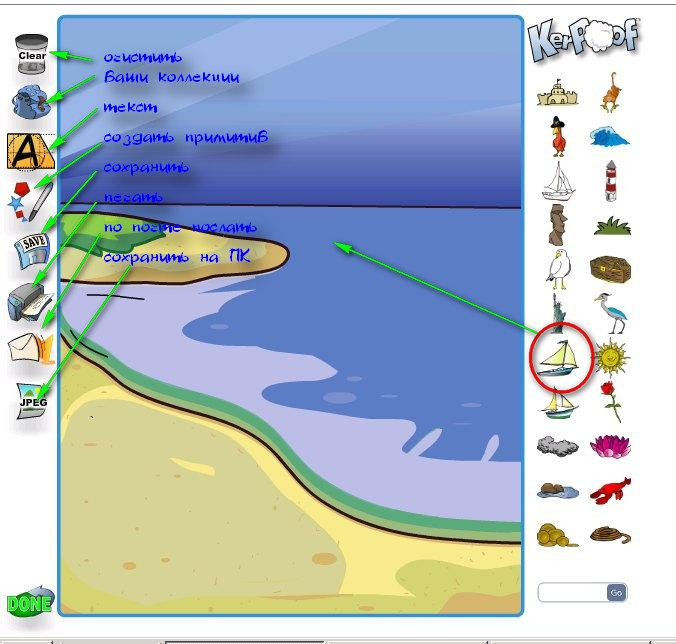 Clear
KerPoof
очистить
Ваши коллекции
A
текст
создать примитив
сохранить
SAVE
печать
по почте послать
сохранить на ПК
JPEG
DONE
Go